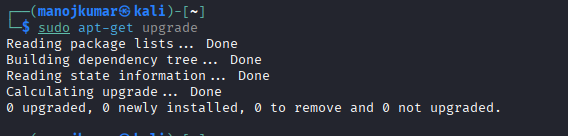 ┌──(manojkumar㉿kali)-[~]
└─$ sudo apt-get upgrade
Reading package lists... Done
Building dependency tree... Done
Reading state information... Done
Calculating upgrade... Done
0 upgraded, 0 newly installed, 0 to remove and 0 not upgraded.